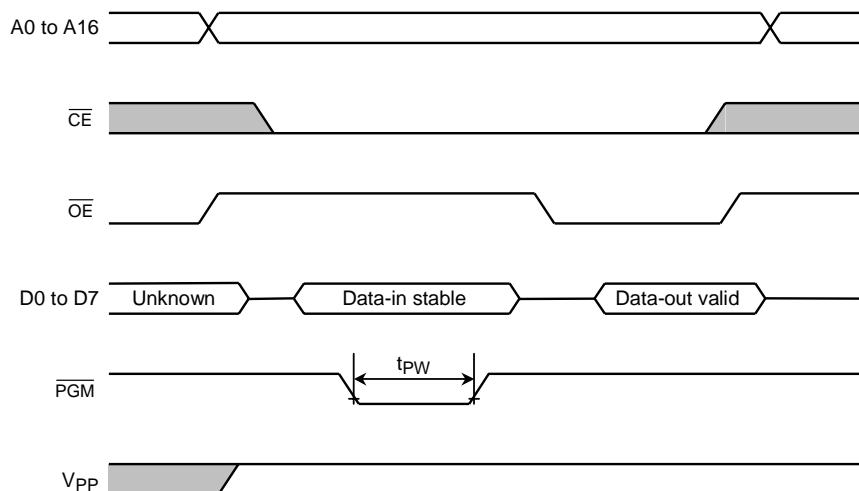 A0 to A16
CE
OE
D0 to D7 Unknown Data-in stable Data-out valid
tPW
PGM
VPP